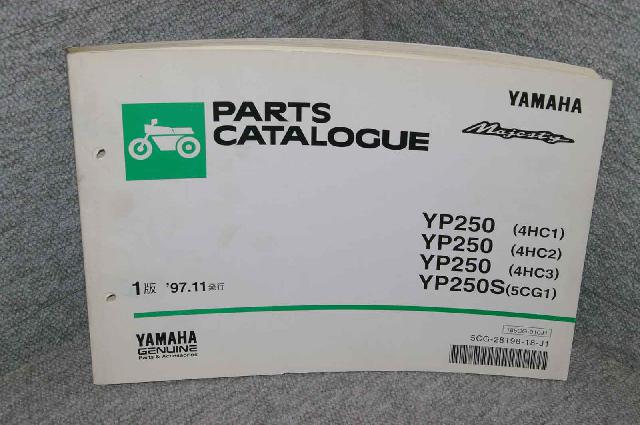 PARTS
CATALOGUE
YAMAHA
Majesty
YP250 (4HC1)
YP250 (4HC2)
YP250 (4HC3)
YP250S(5CG1)
1版 '97.11発行
YAMAHA
GENUINE
Parts & Accessories
5CG-28198-18-J1